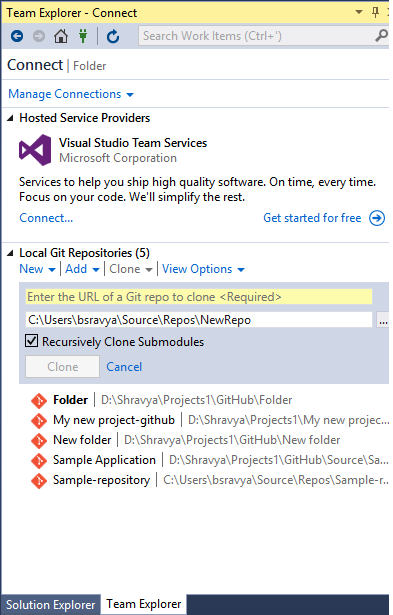 Team Explorer - Connect
Search Work Items (Ctrl+')
Connect | Folder
Manage Connections
Hosted Service Providers
Visual Studio Team Services
Microsoft Corporation
Services to help you ship high quality software. On time, every time.
Focus on your code. We'll simplify the rest.
Connect... Get started for free
Local Git Repositories (5)
New | Add | Clone | View Options
Enter the URL of a Git repo to clone <Required>
C:\Users\bsravya\Source\Repos\NewRepo ...
Recursively Clone Submodules
Clone Cancel
Folder | D:\Shravya\Projects1\GitHub\Folder
My new project-github | D:\Shravya\Projects1\My new projec...
New folder | D:\Shravya\Projects1\GitHub\New folder
Sample Application | D:\Shravya\Projects1\GitHub\Source\Sa...
Sample-repository | C:\Users\bsravya\Source\Repos\Sample-r...
Solution Explorer Team Explorer